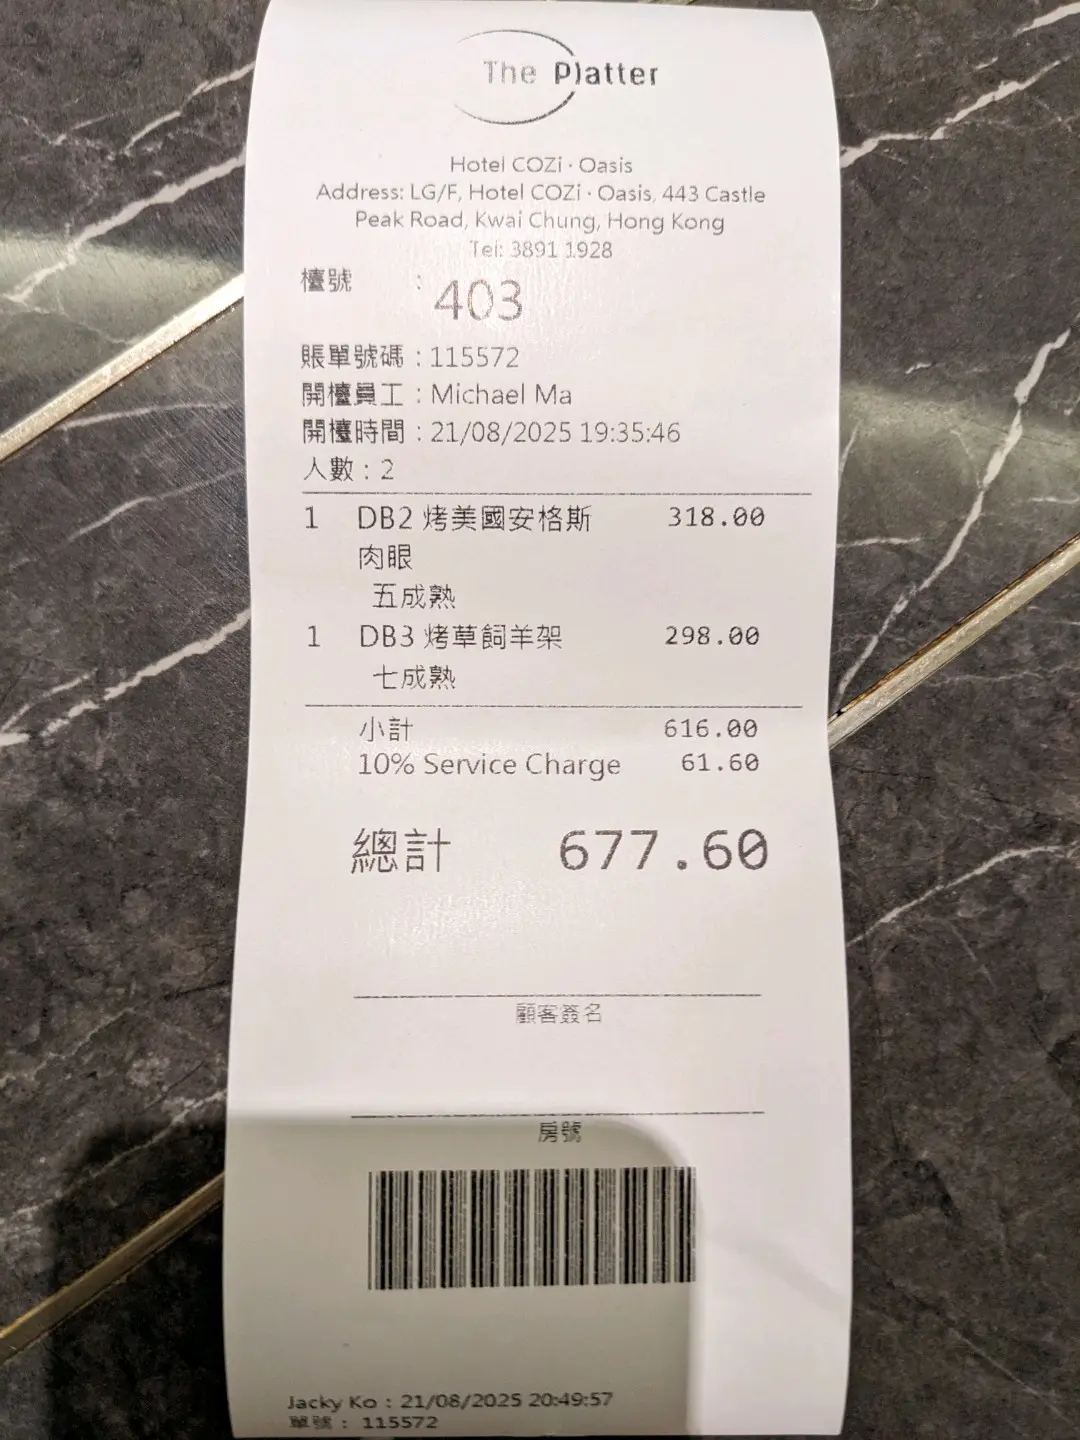 The Platter
Hotel COZi · Oasis
Address: LG/F, Hotel COZi · Oasis, 443 Castle
Peak Road, Kwai Chung, Hong Kong
Tel: 3891 1928
檯號 : 403
賬單號碼 : 115572
開檯員工 : Michael Ma
開檯時間 : 21/08/2025 19:35:46
人數 : 2
1 DB2 烤美國安格斯 318.00
肉眼
五成熟
1 DB3 烤草飼羊架 298.00
七成熟
小計 616.00
10% Service Charge 61.60
總計 677.60
顧客簽名
房號
Jacky Ko : 21/08/2025 20:49:57
單號 : 115572